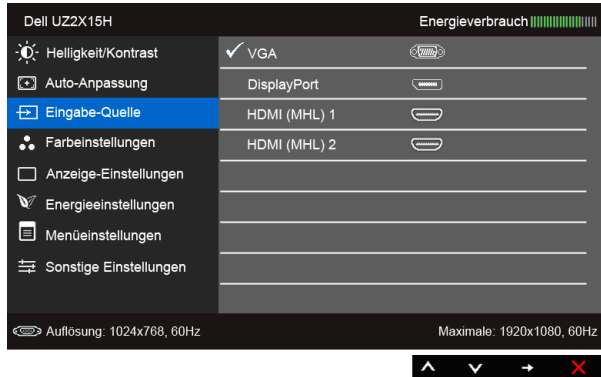 Dell UZ2X15H
Energieverbrauch
Helligkeit/Kontrast
Auto-Anpassung
Eingabe-Quelle
Farbeinstellungen
Anzeige-Einstellungen
Energieeinstellungen
Menüeinstellungen
Sonstige Einstellungen
VGA
DisplayPort
HDMI (MHL) 1
HDMI (MHL) 2
Auflösung: 1024x768, 60Hz
Maximale: 1920x1080, 60Hz